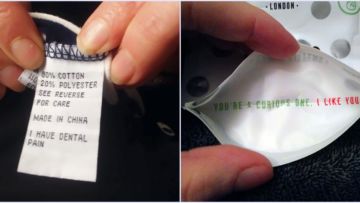 80% COTTON
20% POLYESTER
SEE REVERSE
FOR CARE
MADE IN CHINA
I HAVE DENTAL
PAIN
LONDON
YOU'RE A CURIOUS ONE. I LIKE YOU